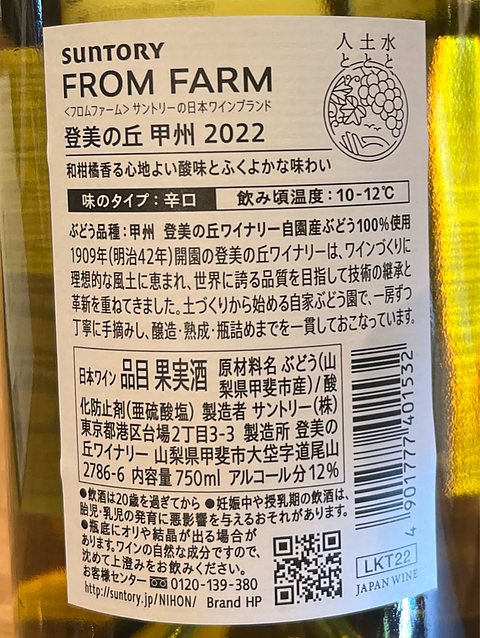 SUNTORY
FROM FARM
<フロムファーム>サントリーの日本ワインブランド
水と
土と
人と
登美の丘 甲州 2022
和柑橘香る心地よい酸味とふくよかな味わい
味のタイプ:辛口 飲み頃温度:10-12℃
ぶどう品種:甲州 登美の丘ワイナリー自園産ぶどう100%使用
1909年(明治42年)開園の登美の丘ワイナリーは、ワインづくりに
理想的な風土に恵まれ、世界に誇る品質を目指して技術の継承と
革新を重ねてきました。土づくりから始める自家ぶどう園で、一房ずつ
丁寧に手摘みし、醸造・熟成・瓶詰めまでを一貫しておこなっています。
日本ワイン 品目 果実酒 原材料名 ぶどう(山
梨県甲斐市産)/酸
化防止剤(亜硫酸塩) 製造者 サントリー(株)
東京都港区台場2丁目3-3 製造所 登美の
丘ワイナリー 山梨県甲斐市大垈字道尾山
2786-6 内容量 750ml アルコール分12%
●飲酒は20歳を過ぎてから ●妊娠中や授乳期の飲酒は、
胎児・乳児の発育に悪影響を与えるおそれがあります。
●瓶底にオリや結晶が出る場合が
あります。ワインの自然な成分ですので、
沈めて上澄みをお飲みください。
お客様センター 0120-139-380
http://suntory.jp/NIHON/ Brand HP
4 901777 401532
LKT22
JAPAN WINE